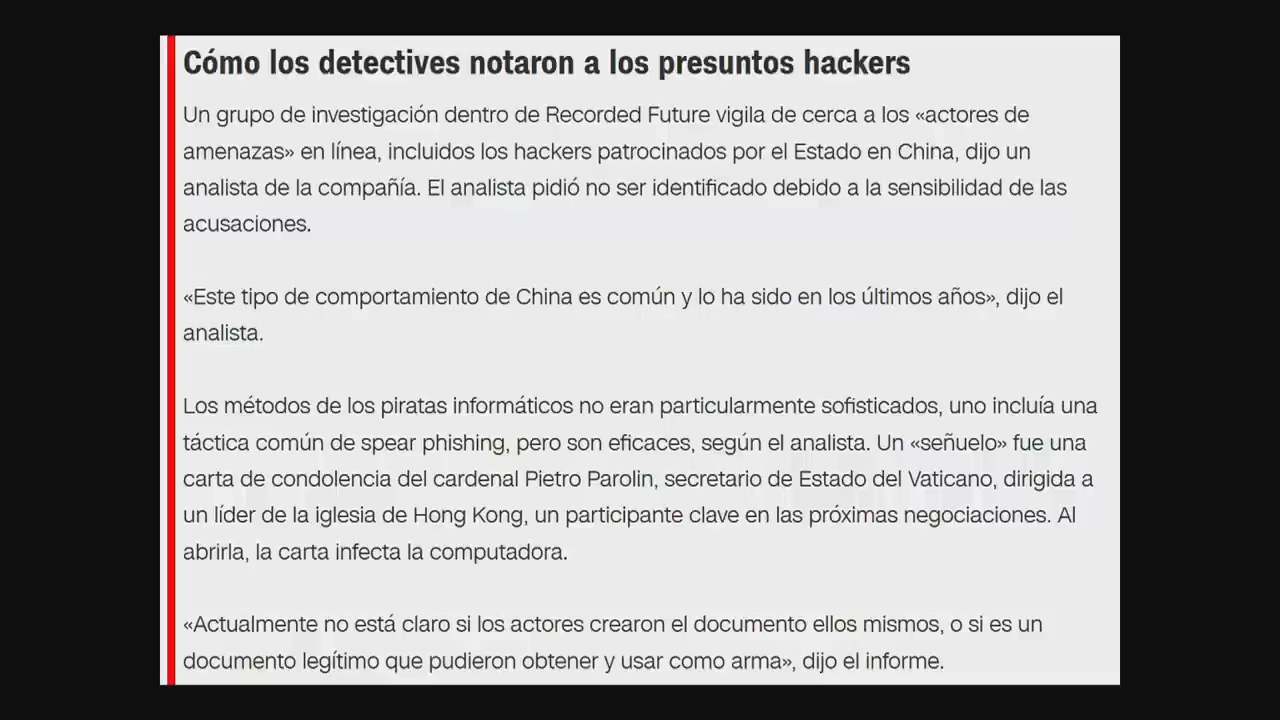 Cómo los detectives notaron a los presuntos hackers
Un grupo de investigación dentro de Recorded Future vigila de cerca a los «actores de
amenazas» en línea, incluidos los hackers patrocinados por el Estado en China, dijo un
analista de la compañía. El analista pidió no ser identificado debido a la sensibilidad de las
acusaciones.
«Este tipo de comportamiento de China es común y lo ha sido en los últimos años», dijo el
analista.
Los métodos de los piratas informáticos no eran particularmente sofisticados, uno incluía una
táctica común de spear phishing, pero son eficaces, según el analista. Un «señuelo» fue una
carta de condolencia del cardenal Pietro Parolin, secretario de Estado del Vaticano, dirigida a
un líder de la iglesia de Hong Kong, un participante clave en las próximas negociaciones. Al
abrirla, la carta infecta la computadora.
«Actualmente no está claro si los actores crearon el documento ellos mismos, o si es un
documento legítimo que pudieron obtener y usar como arma», dijo el informe.